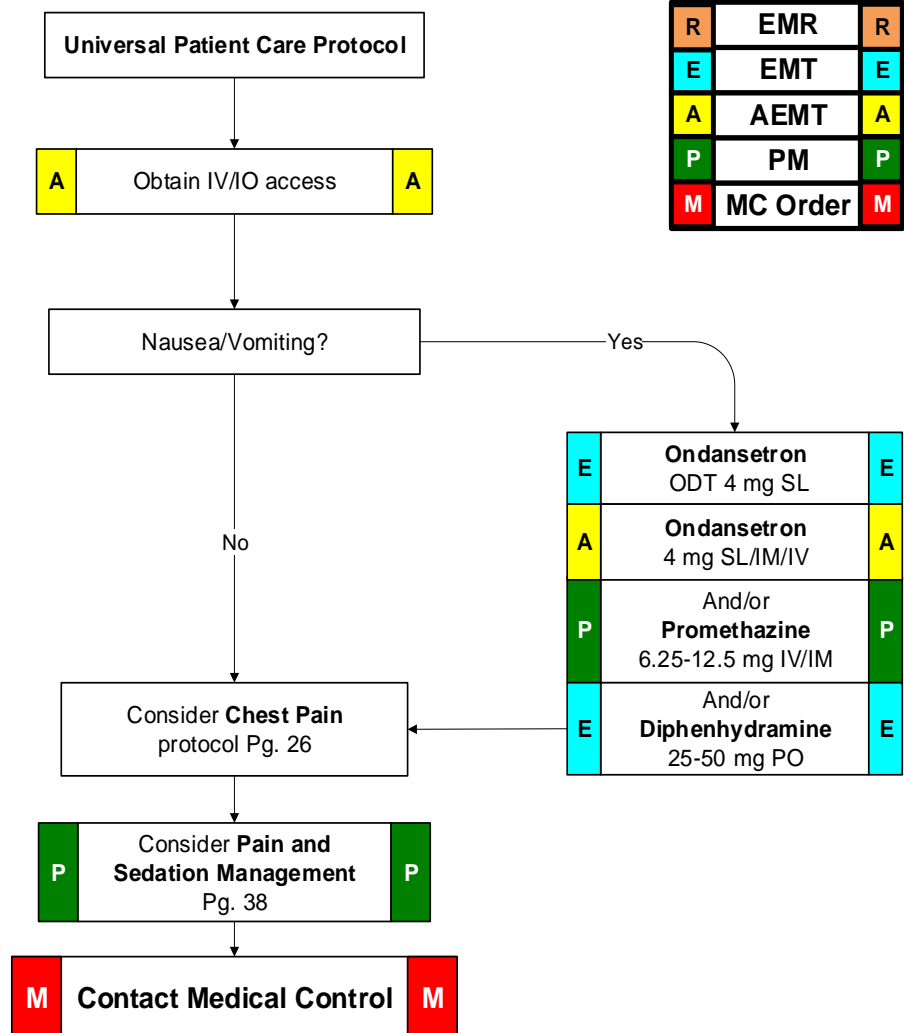 Universal Patient Care Protocol
R EMR R
E EMT E
A AEMT A
P PM P
M MC Order M
A Obtain IV/IO access A
Nausea/Vomiting?
Yes
No
E Ondansetron E
ODT 4 mg SL
A Ondansetron A
4 mg SL/IM/IV
And/or
P Promethazine P
6.25-12.5 mg IV/IM
And/or
E Diphenhydramine E
25-50 mg PO
Consider Chest Pain
protocol Pg. 26
Consider Pain and
P Sedation Management P
Pg. 38
M Contact Medical Control M